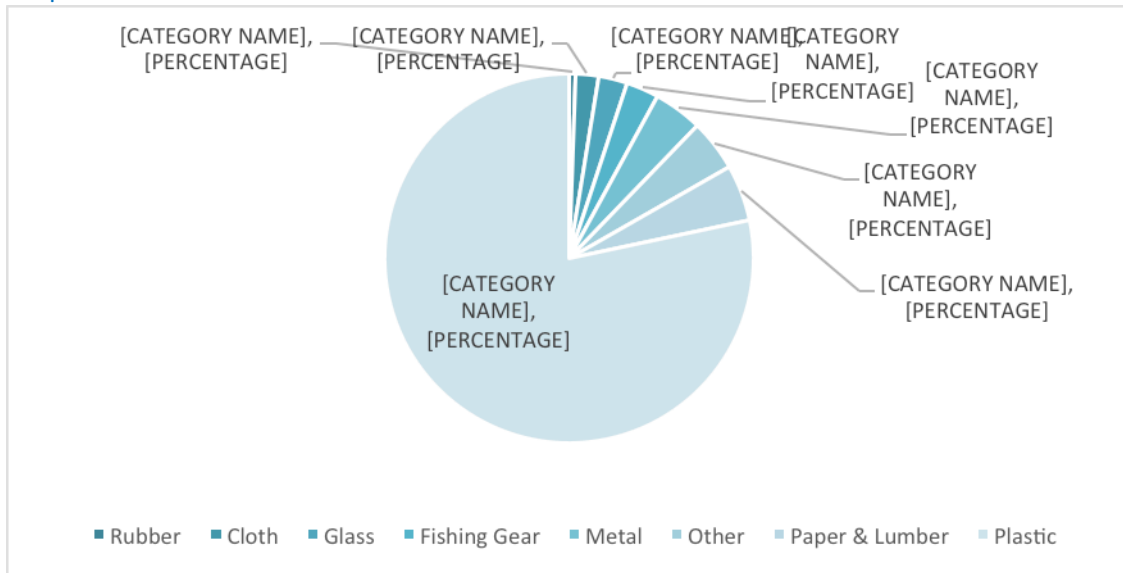 [CATEGORY NAME],
[PERCENTAGE]
[CATEGORY NAME],
[PERCENTAGE]
[CATEGORY NAME],
[PERCENTAGE]
[CATEGORY
NAME],
[PERCENTAGE]
[CATEGORY
NAME],
[PERCENTAGE]
[CATEGORY
NAME],
[PERCENTAGE]
[CATEGORY NAME],
[PERCENTAGE]
[CATEGORY
NAME],
[PERCENTAGE]
Rubber Cloth Glass Fishing Gear Metal Other Paper & Lumber Plastic